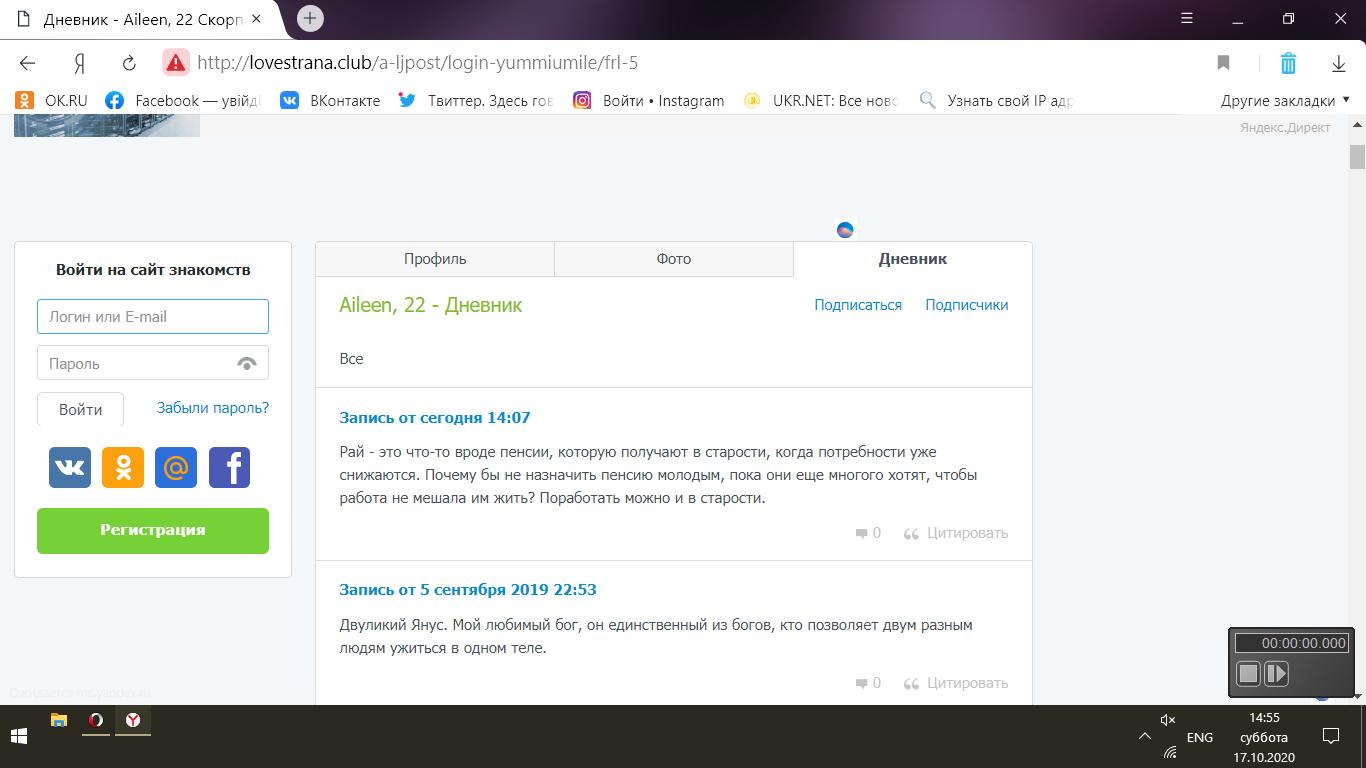 Дневник - Aileen, 22 Скорп
http://lovestrana.club/a-ljpost/login-yummiumile/frl-5
OK.RU
Facebook — увійді
ВКонтакте
Твиттер. Здесь гов
Войти • Instagram
UKR.NET: Все ново
Узнать свой IP адр
Другие закладки
Яндекс.Директ
Войти на сайт знакомств
Логин или E-mail
Пароль
Войти
Забыли пароль?
Регистрация
Профиль
Фото
Дневник
Aileen, 22 - Дневник
Подписаться
Подписчики
Все
Запись от сегодня 14:07
Рай - это что-то вроде пенсии, которую получают в старости, когда потребности уже
снижаются. Почему бы не назначить пенсию молодым, пока они еще многого хотят, чтобы
работа не мешала им жить? Поработать можно и в старости.
0
Цитировать
Запись от 5 сентября 2019 22:53
Двуликий Янус. Мой любимый бог, он единственный из богов, кто позволяет двум разным
людям ужиться в одном теле.
0
Цитировать
00:00:00.000
Ожидается mc.yandex.ru
ENG
14:55
суббота
17.10.2020